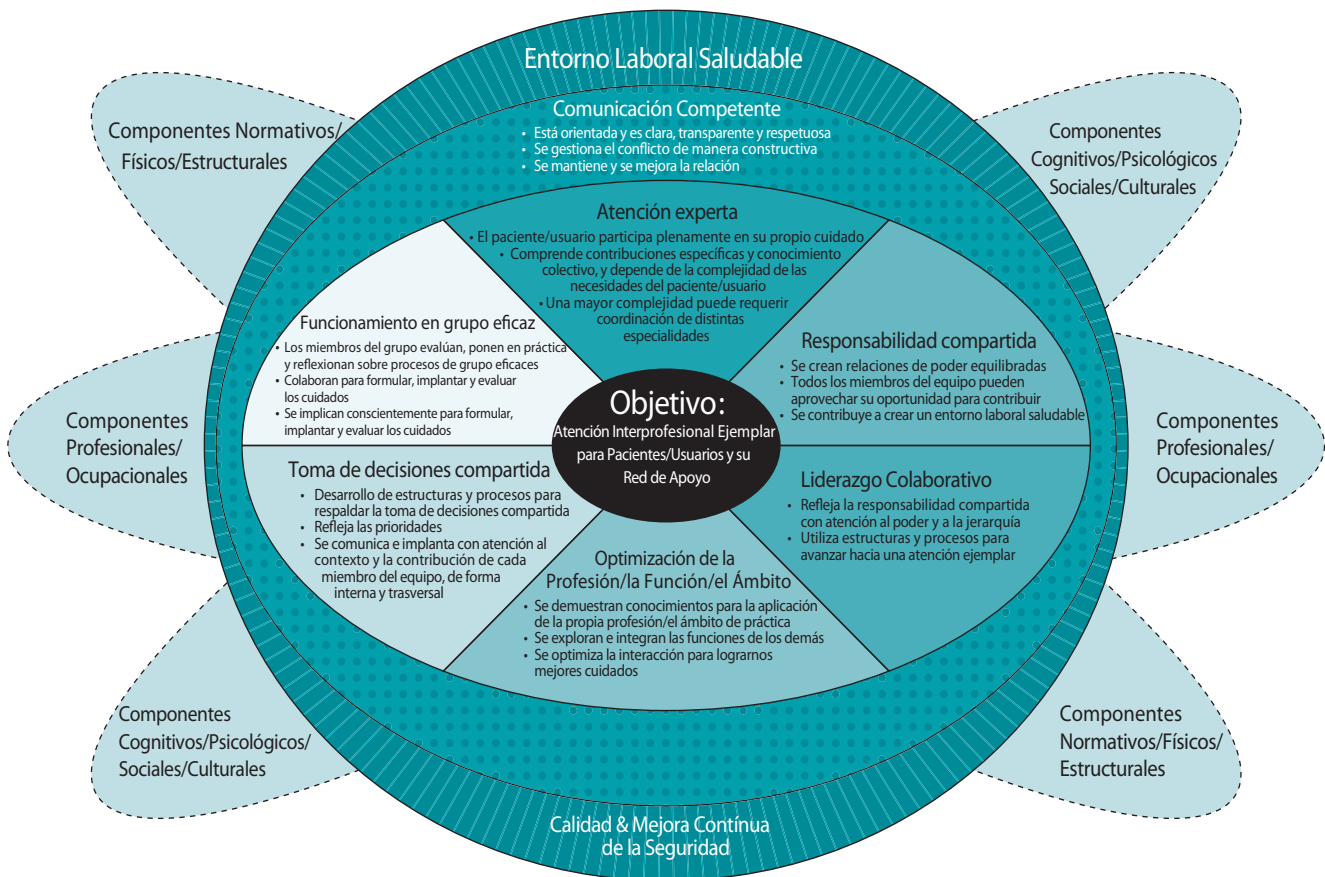 Entorno Laboral Saludable
Comunicación Competente
• Está orientada y es clara, transparente y respetuosa
• Se gestiona el conflicto de manera constructiva
• Se mantiene y se mejora la relación
Componentes Normativos/
Físicos/Estructurales
Componentes
Cognitivos/Psicológicos
Sociales/Culturales
Atención experta
• El paciente/usuario participa plenamente en su propio cuidado
• Comprende contribuciones específicas y conocimiento
colectivo, y depende de la complejidad de las
necesidades del paciente/usuario
• Una mayor complejidad puede requerir
coordinación de distintas
especialidades
Funcionamiento en grupo eficaz
• Los miembros del grupo evalúan, ponen en práctica
y reflexionan sobre procesos de grupo eficaces
• Colaboran para formular, implantar y evaluar
los cuidados
• Se implican conscientemente para formular,
implantar y evaluar los cuidados
Responsabilidad compartida
• Se crean relaciones de poder equilibradas
• Todos los miembros del equipo pueden
aprovechar su oportunidad para contribuir
• Se contribuye a crear un entorno laboral saludable
Objetivo:
Atención Interprofesional Ejemplar
para Pacientes/Usuarios y su
Red de Apoyo
Componentes
Profesionales/
Ocupacionales
Componentes
Profesionales/
Ocupacionales
Toma de decisiones compartida
• Desarrollo de estructuras y procesos para
respaldar la toma de decisiones compartida
• Refleja las prioridades
• Se comunica e implanta con atención al
contexto y la contribución de cada
miembro del equipo, de forma
interna y trasversal
Liderazgo Colaborativo
• Refleja la responsabilidad compartida
con atención al poder y a la jerarquía
• Utiliza estructuras y procesos para
avanzar hacia una atención ejemplar
Optimización de la
Profesión/la Función/el Ámbito
• Se demuestran conocimientos para la aplicación
de la propia profesión/el ámbito de práctica
• Se exploran e integran las funciones de los demás
• Se optimiza la interacción para lograrnos
mejores cuidados
Componentes
Cognitivos/Psicológicos/
Sociales/Culturales
Componentes
Normativos/Físicos/
Estructurales
Calidad & Mejora Contínua
de la Seguridad